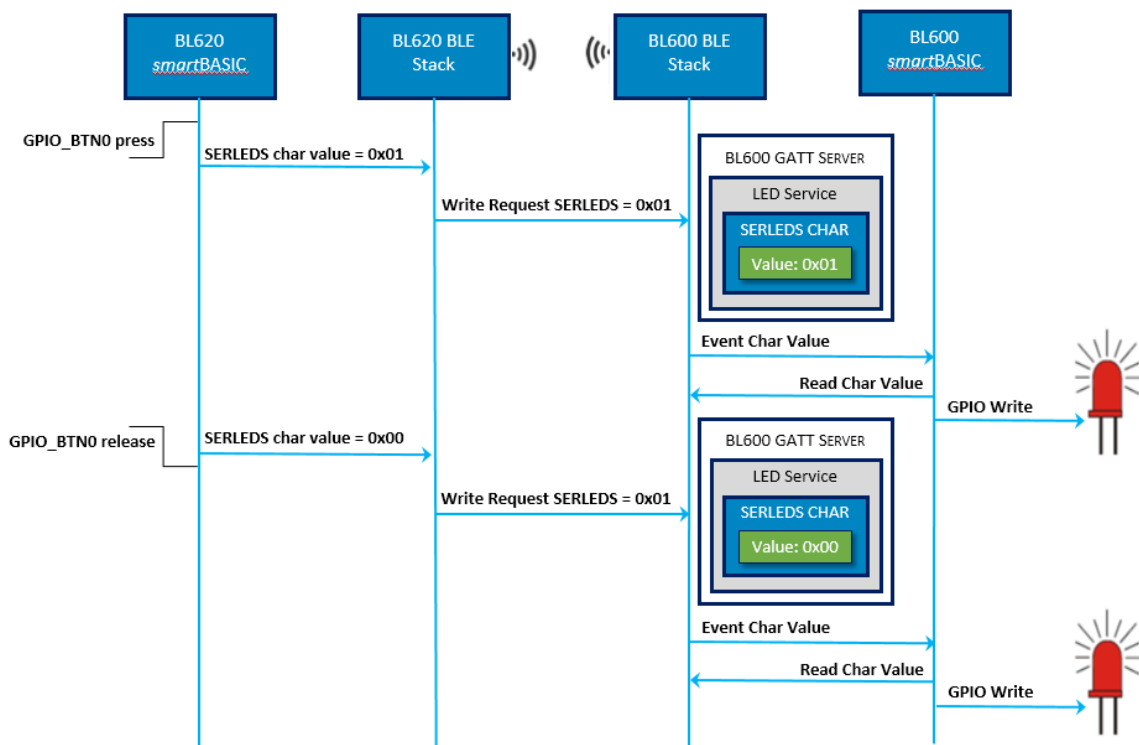 BL620
smartBASIC
BL620 BLE
Stack
BL600 BLE
Stack
BL600
smartBASIC
GPIO_BTN0 press
SERLEDS char value = 0x01
Write Request SERLEDS = 0x01
BL600 GATT SERVER
LED Service
SERLEDS CHAR
Value: 0x01
Event Char Value
Read Char Value
GPIO Write
GPIO_BTN0 release
SERLEDS char value = 0x00
BL600 GATT SERVER
LED Service
Write Request SERLEDS = 0x01
SERLEDS CHAR
Value: 0x00
Event Char Value
Read Char Value
GPIO Write